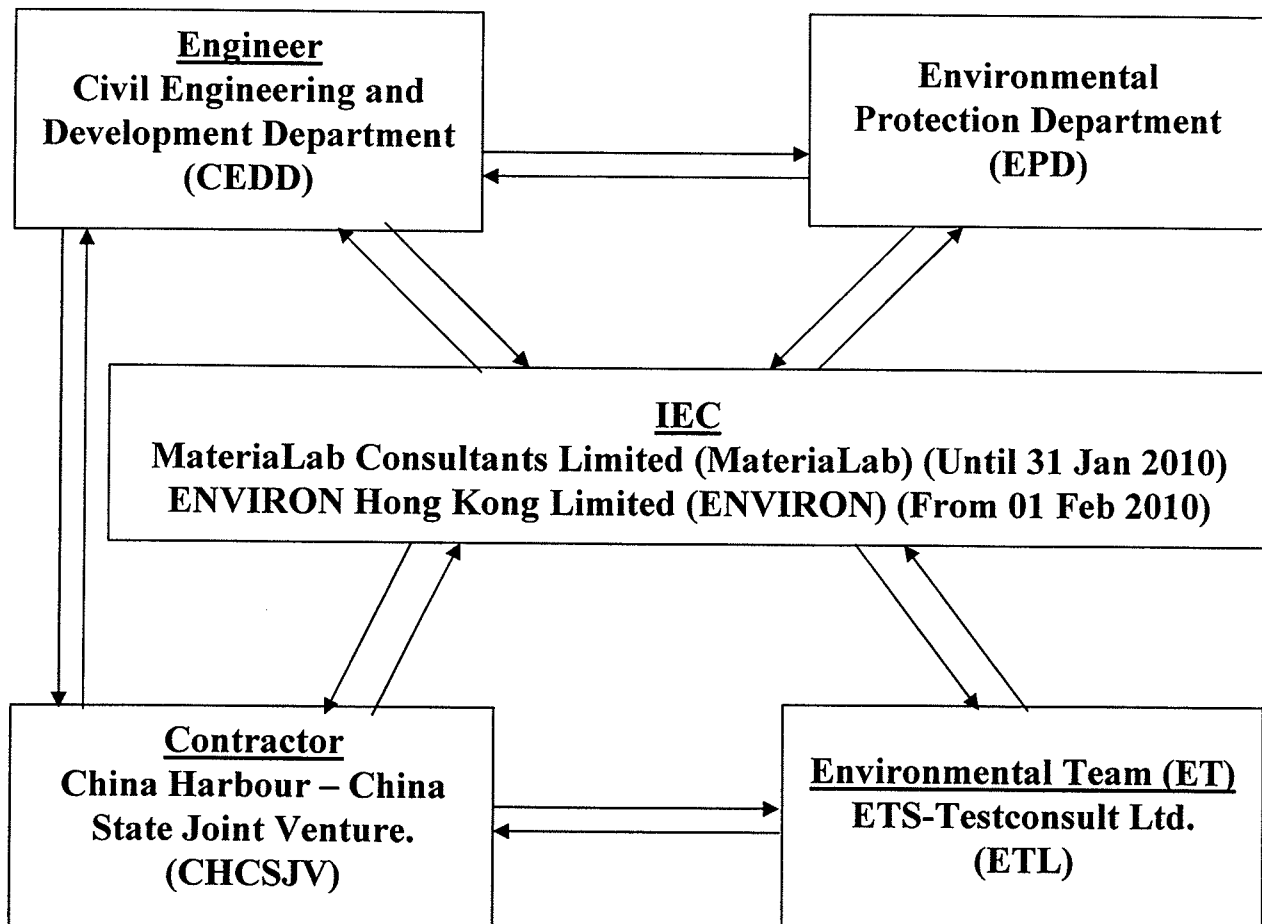 Engineer
Civil Engineering and
Development Department
(CEDD)
Environmental
Protection Department
(EPD)
IEC
MateriaLab Consultants Limited (MateriaLab) (Until 31 Jan 2010)
ENVIRON Hong Kong Limited (ENVIRON) (From 01 Feb 2010)
Contractor
China Harbour – China
State Joint Venture.
(CHCSJV)
Environmental Team (ET)
ETS-Testconsult Ltd.
(ETL)